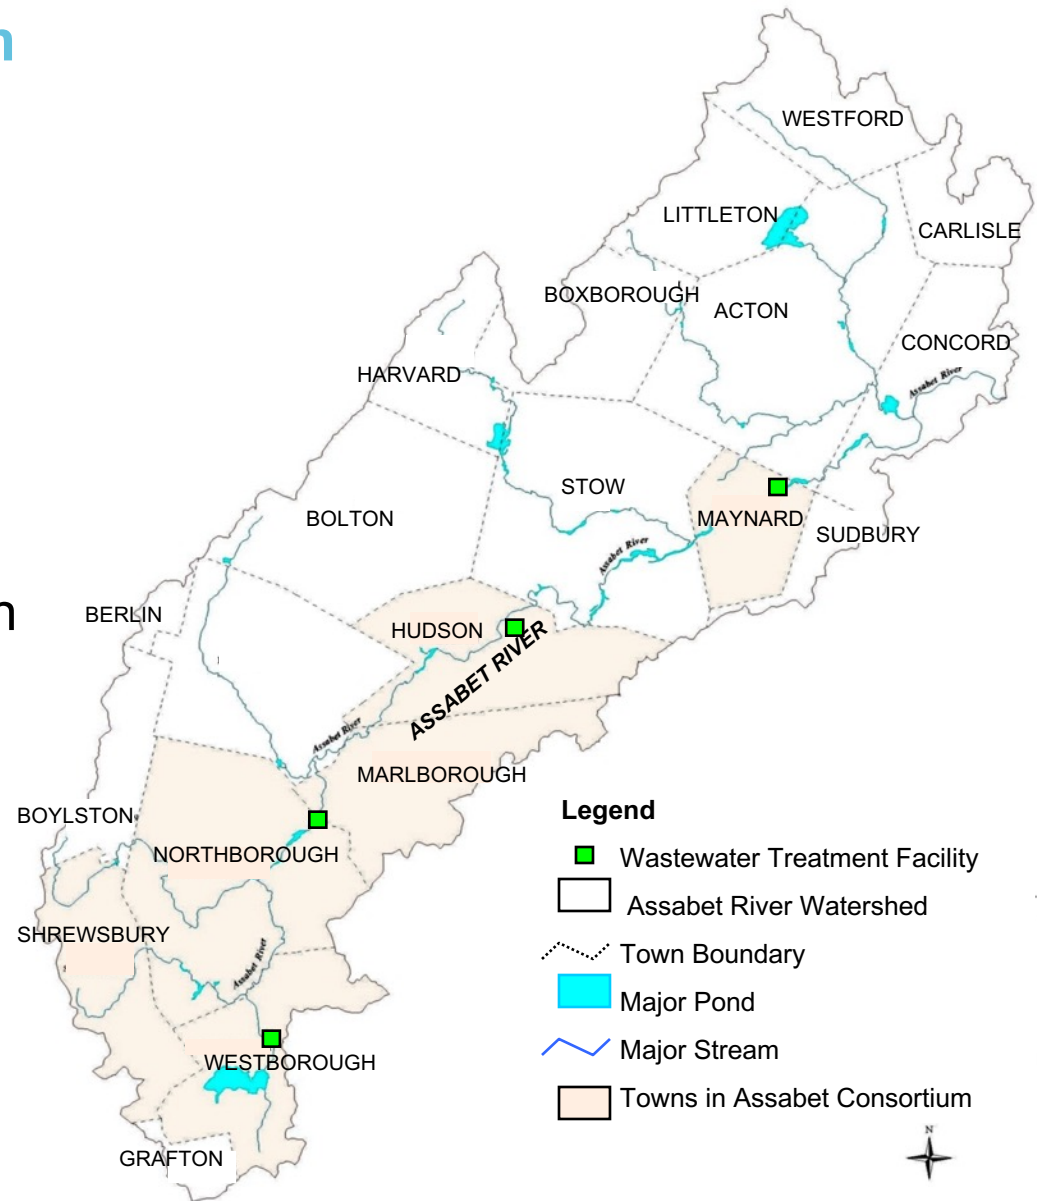 n
WESTFORD
LITTLETON
CARLISLE
BOXBOROUGH
ACTON
CONCORD
HARVARD
Assabet River
STOW
BOLTON
MAYNARD
SUDBURY
Assabet River
BERLIN
n
HUDSON
ASSABET RIVER
Assabet River
MARLBOROUGH
BOYLSTON
NORTHBOROUGH
SHREWSBURY
Assabet River
WESTBOROUGH
GRAFTON
Legend
Wastewater Treatment Facility
Assabet River Watershed
Town Boundary
Major Pond
Major Stream
Towns in Assabet Consortium
N